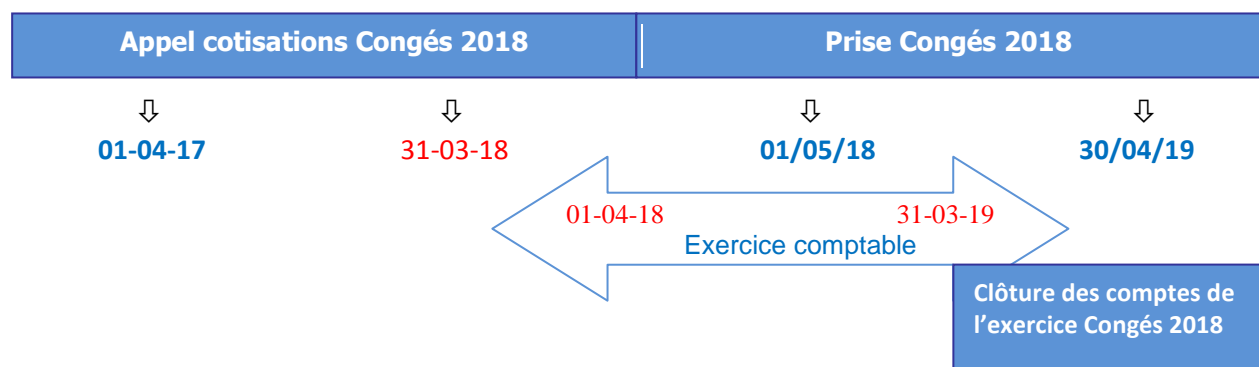 Appel cotisations Congés 2018
Prise Congés 2018
⇩ ⇩ ⇩ ⇩
01-04-17 31-03-18 01/05/18 30/04/19
01-04-18 31-03-19
Exercice comptable
Clôture des comptes de
l’exercice Congés 2018